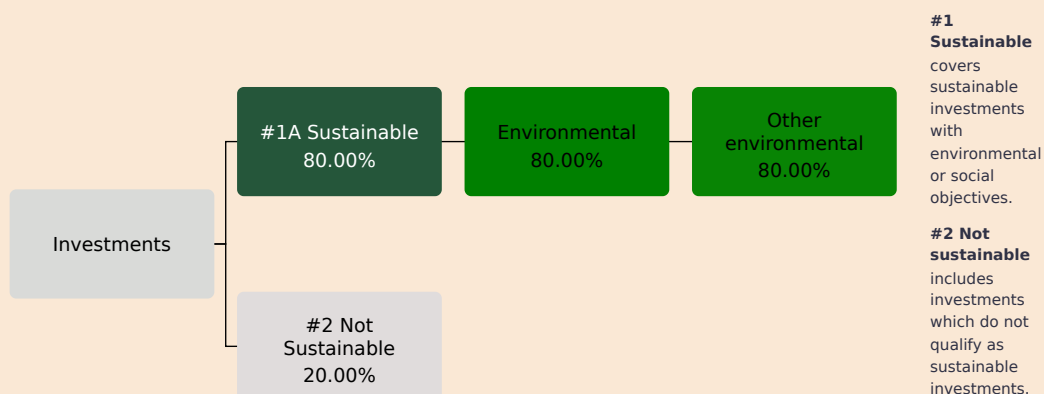 Investments
#1A Sustainable
80.00%
Environmental
80.00%
Other
environmental
80.00%
#2 Not
Sustainable
20.00%
#1
Sustainable
covers
sustainable
investments
with
environmental
or social
objectives.
#2 Not
sustainable
includes
investments
which do not
qualify as
sustainable
investments.